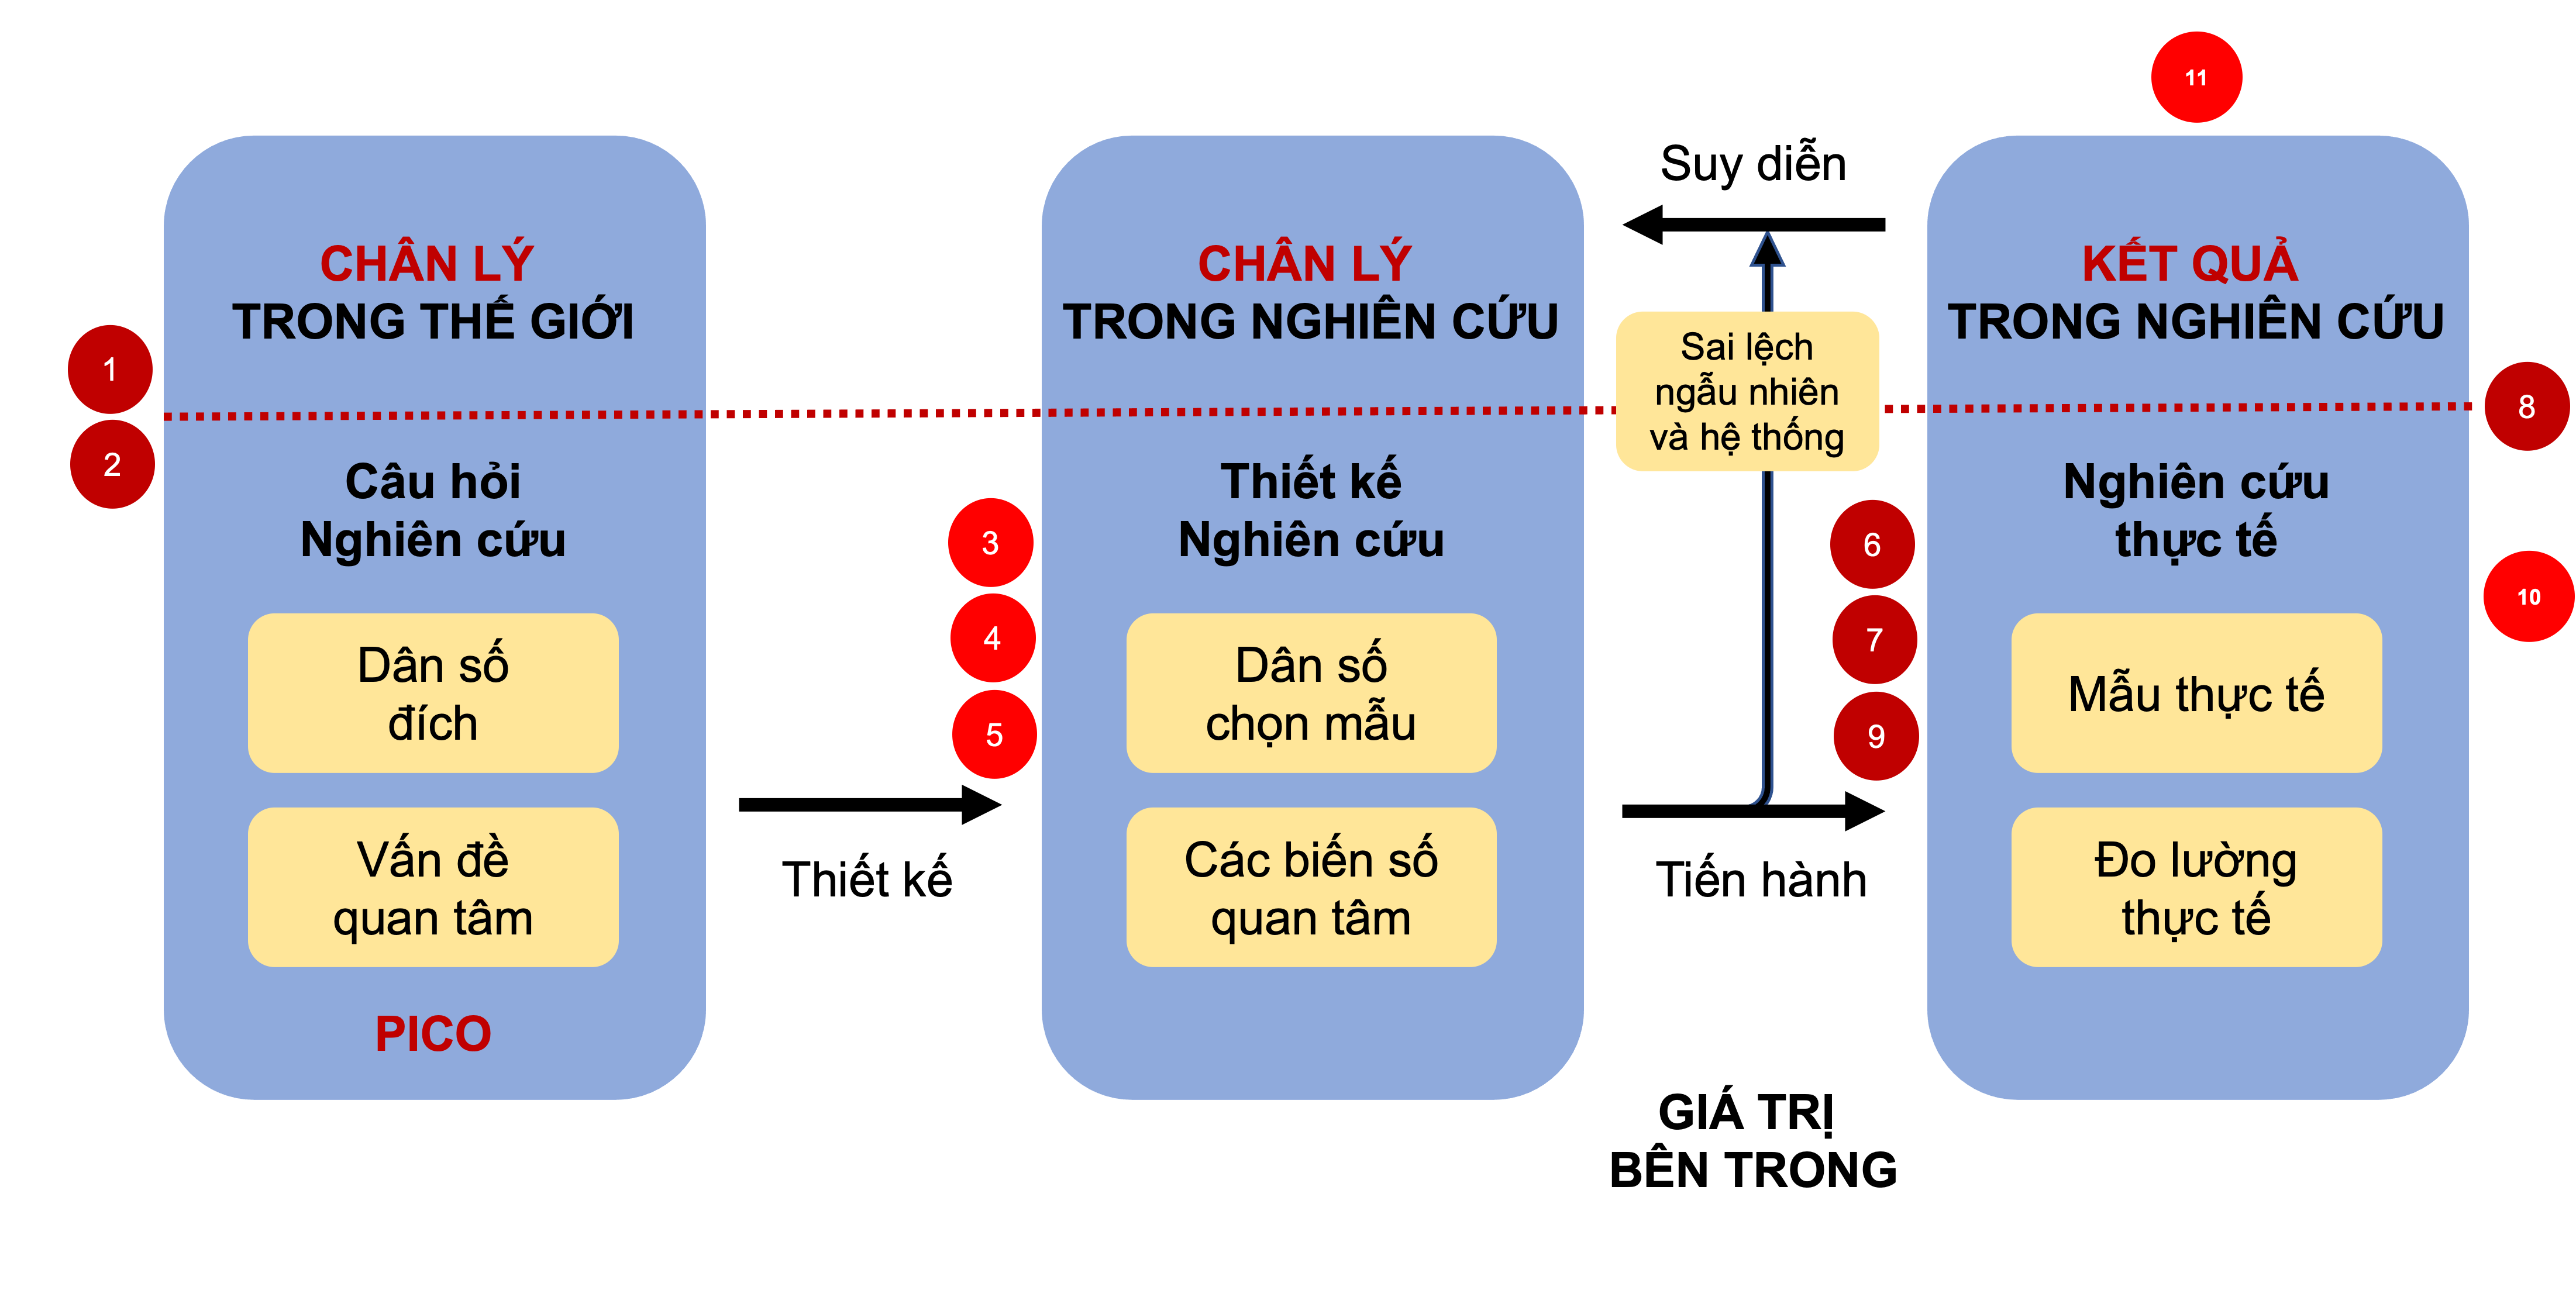 11
Suy diễn
CHÂN LÝ
TRONG THẾ GIỚI
CHÂN LÝ
TRONG NGHIÊN CỨU
KẾT QUẢ
TRONG NGHIÊN CỨU
Sai lệch
ngẫu nhiên
và hệ thống
1
2
8
Câu hỏi
Nghiên cứu
Thiết kế
Nghiên cứu
Nghiên cứu
thực tế
3
4
5
6
7
9
10
Dân số
đích
Dân số
chọn mẫu
Mẫu thực tế
Vấn đề
quan tâm
Thiết kế
Các biến số
quan tâm
Tiến hành
Đo lường
thực tế
PICO
GIÁ TRỊ
BÊN TRONG